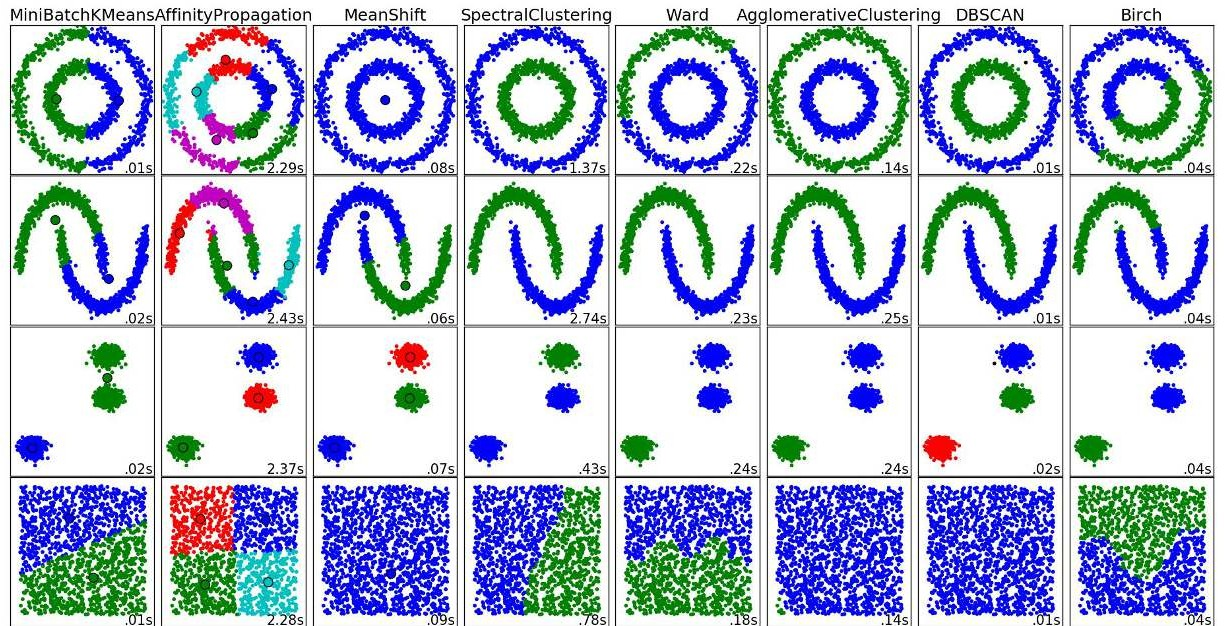 MiniBatchKMeans AffinityPropagation MeanShift SpectralClustering Ward AgglomerativeClustering DBSCAN Birch
.01s 2.29s .08s 1.37s .22s .14s .01s .04s
.02s 2.43s .06s 2.74s .23s .25s .01s .04s
.02s 2.37s .07s .43s .24s .24s .02s .04s
.01s 2.28s .09s .78s .18s .14s .01s .04s